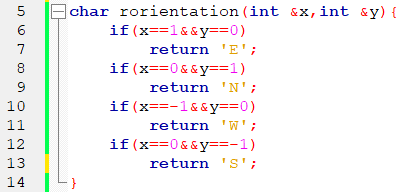 5 char rorientation(int &x,int &y){
6 if(x==1&&y==0)
7 return 'E';
8 if(x==0&&y==1)
9 return 'N';
10 if(x==-1&&y==0)
11 return 'W';
12 if(x==0&&y==-1)
13 return 'S';
14 }